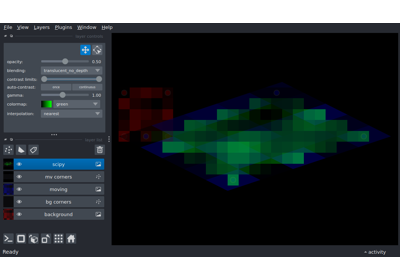 File View Layers Plugins Window Help
opacity: 0.50
blending: translucent_no_depth
contrast limits:
auto-contrast: once continuous
gamma: 1.00
colormap: green
interpolation: nearest
scipy
mv corners
moving
bg corners
background
Ready
activity